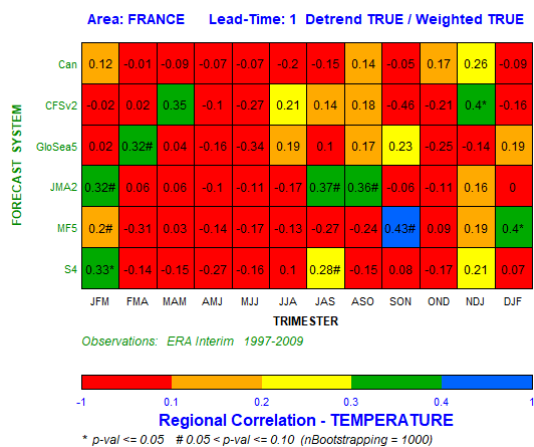 Area: FRANCE Lead-Time: 1 Detrend TRUE / Weighted TRUE
FORECAST SYSTEM
Can 0.12 -0.01 -0.09 -0.07 -0.07 -0.2 -0.15 0.14 -0.05 0.17 0.26 -0.09
CFSv2 -0.02 0.02 0.35 -0.1 -0.27 0.21 0.14 0.18 -0.46 -0.21 0.4* -0.16
GloSea5 0.02 0.32# 0.04 -0.16 -0.34 0.19 0.1 0.17 0.23 -0.25 -0.14 0.19
JMA2 0.32# 0.06 0.06 -0.1 -0.11 -0.17 0.37# 0.36# -0.06 -0.11 0.16 0
MF5 0.2# -0.31 0.03 -0.14 -0.17 -0.13 -0.27 -0.24 0.43# 0.09 0.19 0.4*
S4 0.33* -0.14 -0.15 -0.27 -0.16 0.1 0.28# -0.15 0.08 -0.17 0.21 0.07
JFM FMA MAM AMJ MJJ JJA JAS ASO SON OND NDJ DJF
TRIMESTER
Observations: ERA Interim 1997-2009
-1 0.1 0.2 0.3 0.4 1
Regional Correlation - TEMPERATURE
* p-val <= 0.05 # 0.05 < p-val <= 0.10 (nBootstrapping = 1000)